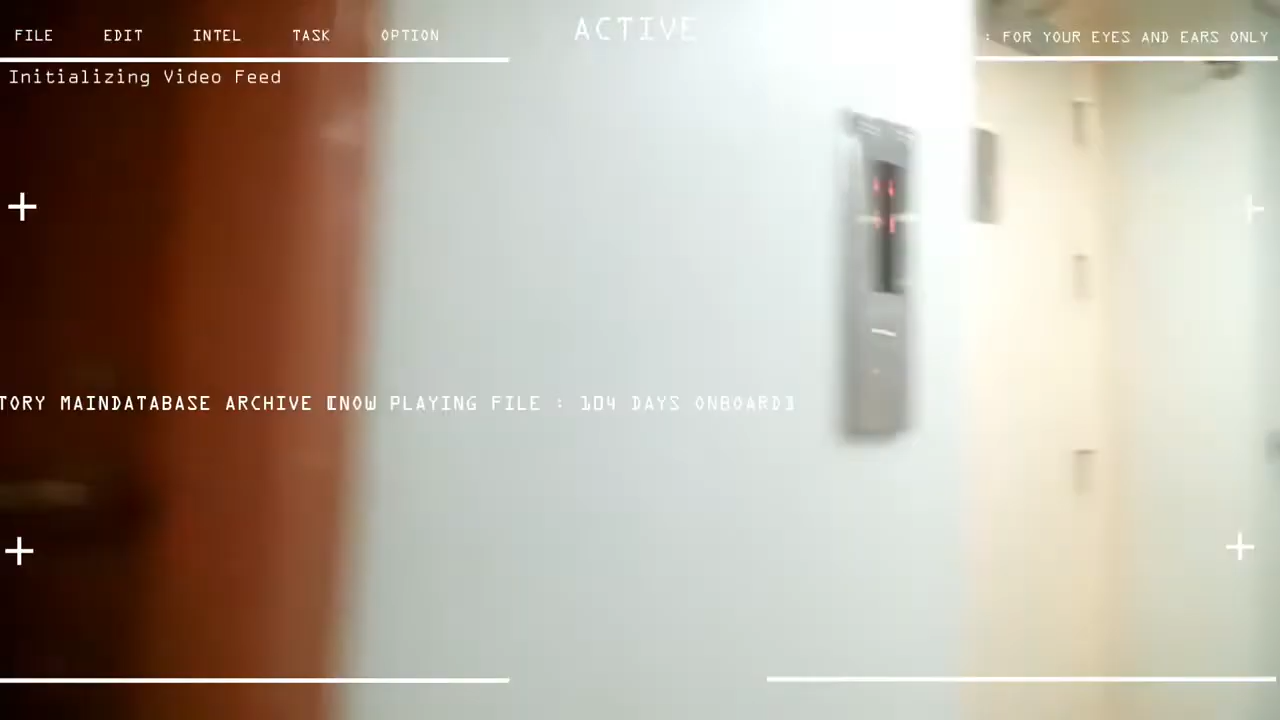 FILE EDIT INTEL TASK OPTION
ACTIVE
: FOR YOUR EYES AND EARS ONLY
Initializing Video Feed
TORY MAINDATABASE ARCHIVE [NOW PLAYING FILE : 104 DAYS ONBOARD]